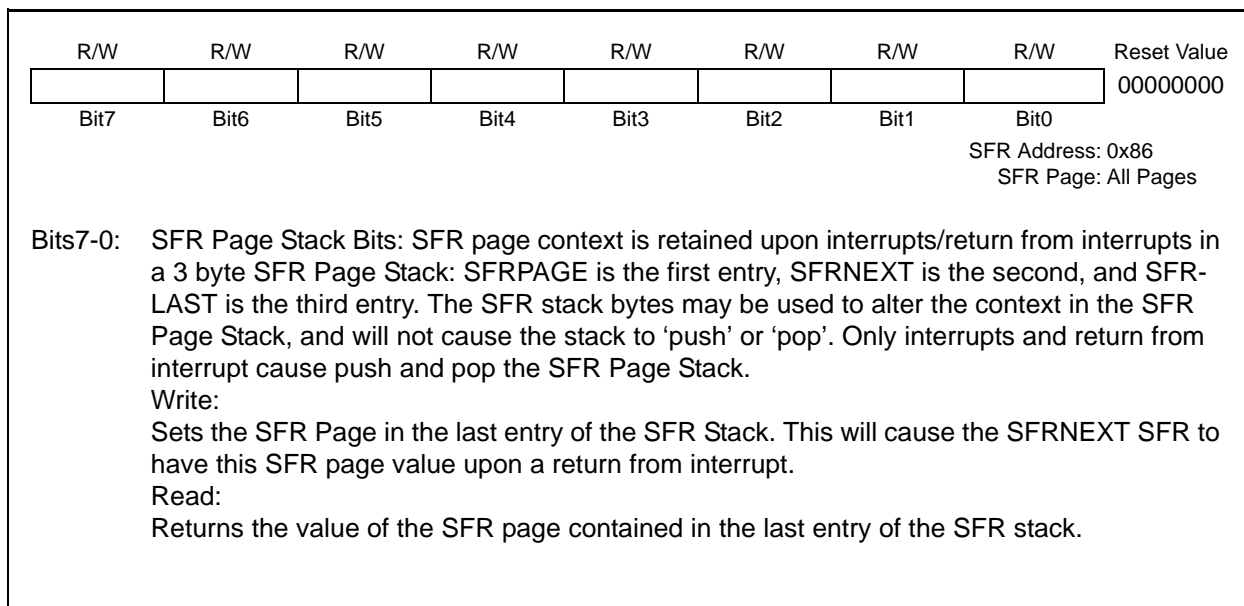 R/W R/W R/W R/W R/W R/W R/W R/W Reset Value
00000000
Bit7 Bit6 Bit5 Bit4 Bit3 Bit2 Bit1 Bit0
SFR Address: 0x86
SFR Page: All Pages
Bits7-0: SFR Page Stack Bits: SFR page context is retained upon interrupts/return from interrupts in
a 3 byte SFR Page Stack: SFRPAGE is the first entry, SFRNEXT is the second, and SFR-
LAST is the third entry. The SFR stack bytes may be used to alter the context in the SFR
Page Stack, and will not cause the stack to ‘push’ or ‘pop’. Only interrupts and return from
interrupt cause push and pop the SFR Page Stack.
Write:
Sets the SFR Page in the last entry of the SFR Stack. This will cause the SFRNEXT SFR to
have this SFR page value upon a return from interrupt.
Read:
Returns the value of the SFR page contained in the last entry of the SFR stack.